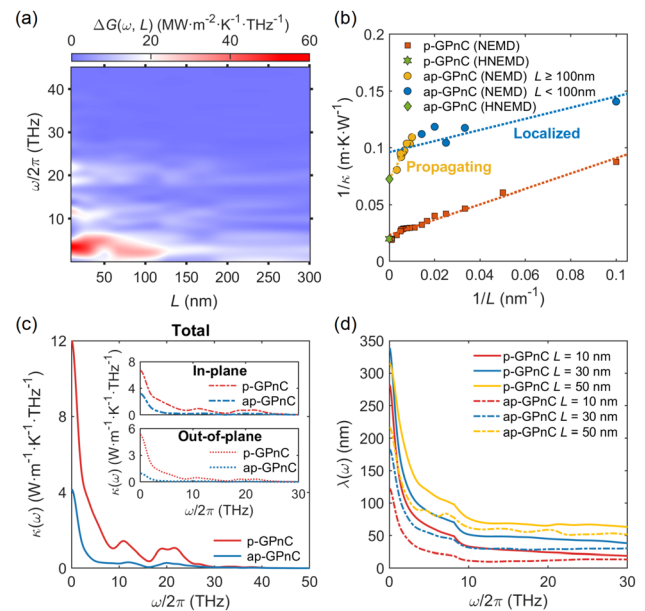 (a)
ΔG(ω, L) (MW·m⁻²·K⁻¹·THz⁻¹)
0 20 40 60
ω/2π (THz)
40
30
20
10
50 100 150 200 250 300
L (nm)
(b)
p-GPnC (NEMD)
p-GPnC (HNEMD)
ap-GPnC (NEMD) L ≥ 100nm
ap-GPnC (NEMD) L < 100nm
ap-GPnC (HNEMD)
Localized
Propagating
1/κ (m·K·W⁻¹)
0.2
0.15
0.1
0.05
0
0 0.02 0.04 0.06 0.08 0.1
1/L (nm⁻¹)
(c)
Total
κ(ω) (W·m⁻¹·K⁻¹·THz⁻¹)
12
8
4
0
0 10 20 30 40 50
ω/2π (THz)
p-GPnC
ap-GPnC
In-plane
p-GPnC
ap-GPnC
8
4
0
Out-of-plane
p-GPnC
ap-GPnC
8
4
0
κ(ω) (W·m⁻¹·K⁻¹·THz⁻¹)
0 10 20 30
ω/2π (THz)
(d)
p-GPnC L = 10 nm
p-GPnC L = 30 nm
p-GPnC L = 50 nm
ap-GPnC L = 10 nm
ap-GPnC L = 30 nm
ap-GPnC L = 50 nm
λ(ω) (nm)
350
300
250
200
150
100
50
0
0 10 20 30
ω/2π (THz)